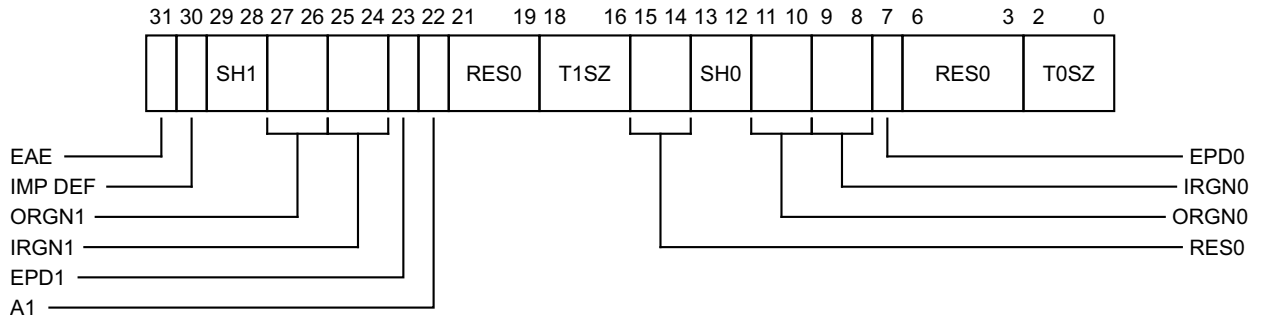 31 30 29 28 27 26 25 24 23 22 21 19 18 16 15 14 13 12 11 10 9 8 7 6 3 2 0
SH1 RES0 T1SZ SH0 RES0 T0SZ
EAE EPD0
IMP DEF IRGN0
ORGN1 ORGN0
IRGN1 RES0
EPD1
A1